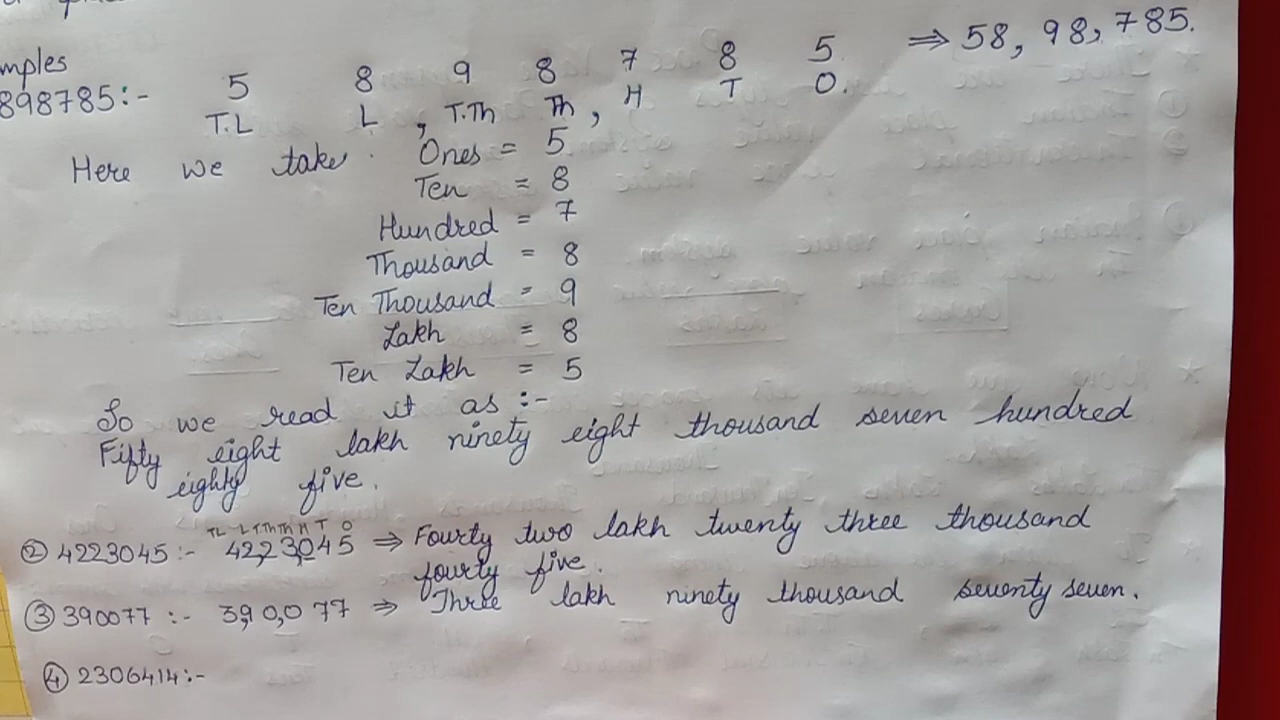 mples
898785:- 5 8 9 8 7 8 5. ⇒ 58, 98, 785.
T.L L , T.Th Th , H T O.
Here we take Ones = 5
Ten = 8
Hundred = 7
Thousand = 8
Ten Thousand = 9
Lakh = 8
Ten Lakh = 5
So we read it as :-
Fifty eight lakh ninety eight thousand seven hundred
eighty five.
TL L TTh Th H T O
② 4223045 :- 42,23,045 ⇒ Fourty two lakh twenty three thousand
fourty five.
③ 390077 :- 3,90,077 ⇒ Three lakh ninety thousand seventy seven.
④ 2306414:-